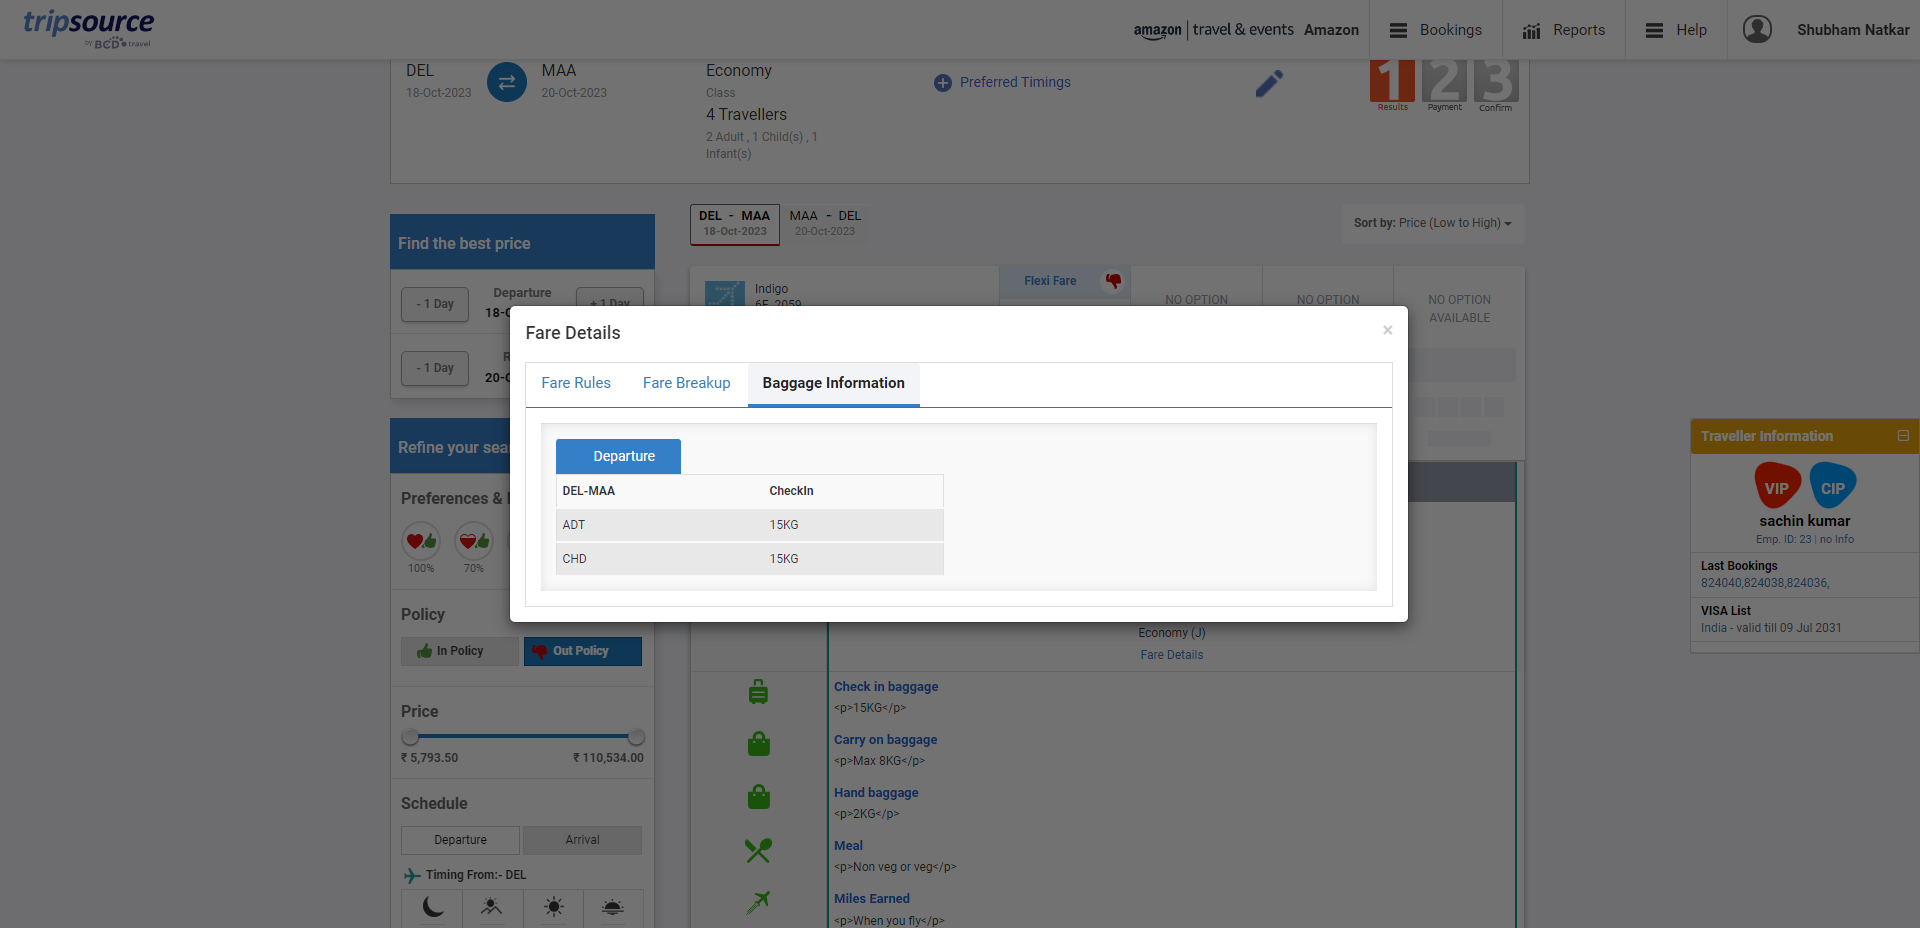 tripsource
by BCD travel
amazon | travel & events Amazon
Bookings
Reports
Help
Shubham Natkar
DEL
18-Oct-2023
MAA
20-Oct-2023
Economy
Class
4 Travellers
2 Adult , 1 Child(s) , 1
Infant(s)
Preferred Timings
1 2 3
Results Payment Confirm
Find the best price
- 1 Day
Departure
+ 1 Day
- 1 Day
DEL - MAA
18-Oct-2023
MAA - DEL
20-Oct-2023
Sort by: Price (Low to High)
Indigo
6E 2059
Flexi Fare
NO OPTION
NO OPTION
NO OPTION
AVAILABLE
Fare Details
×
Fare Rules
Fare Breakup
Baggage Information
Departure
DEL-MAA CheckIn
ADT 15KG
CHD 15KG
Refine your sea
Preferences &
100%
70%
Policy
In Policy
Out Policy
Price
₹ 5,793.50
₹ 110,534.00
Schedule
Departure
Arrival
Timing From:- DEL
Economy (J)
Fare Details
Check in baggage
<p>15KG</p>
Carry on baggage
<p>Max 8KG</p>
Hand baggage
<p>2KG</p>
Meal
<p>Non veg or veg</p>
Miles Earned
<p>When you fly</p>
Traveller Information
VIP CIP
sachin kumar
Emp. ID: 23 | no Info
Last Bookings
824040,824038,824036,
VISA List
India - valid till 09 Jul 2031